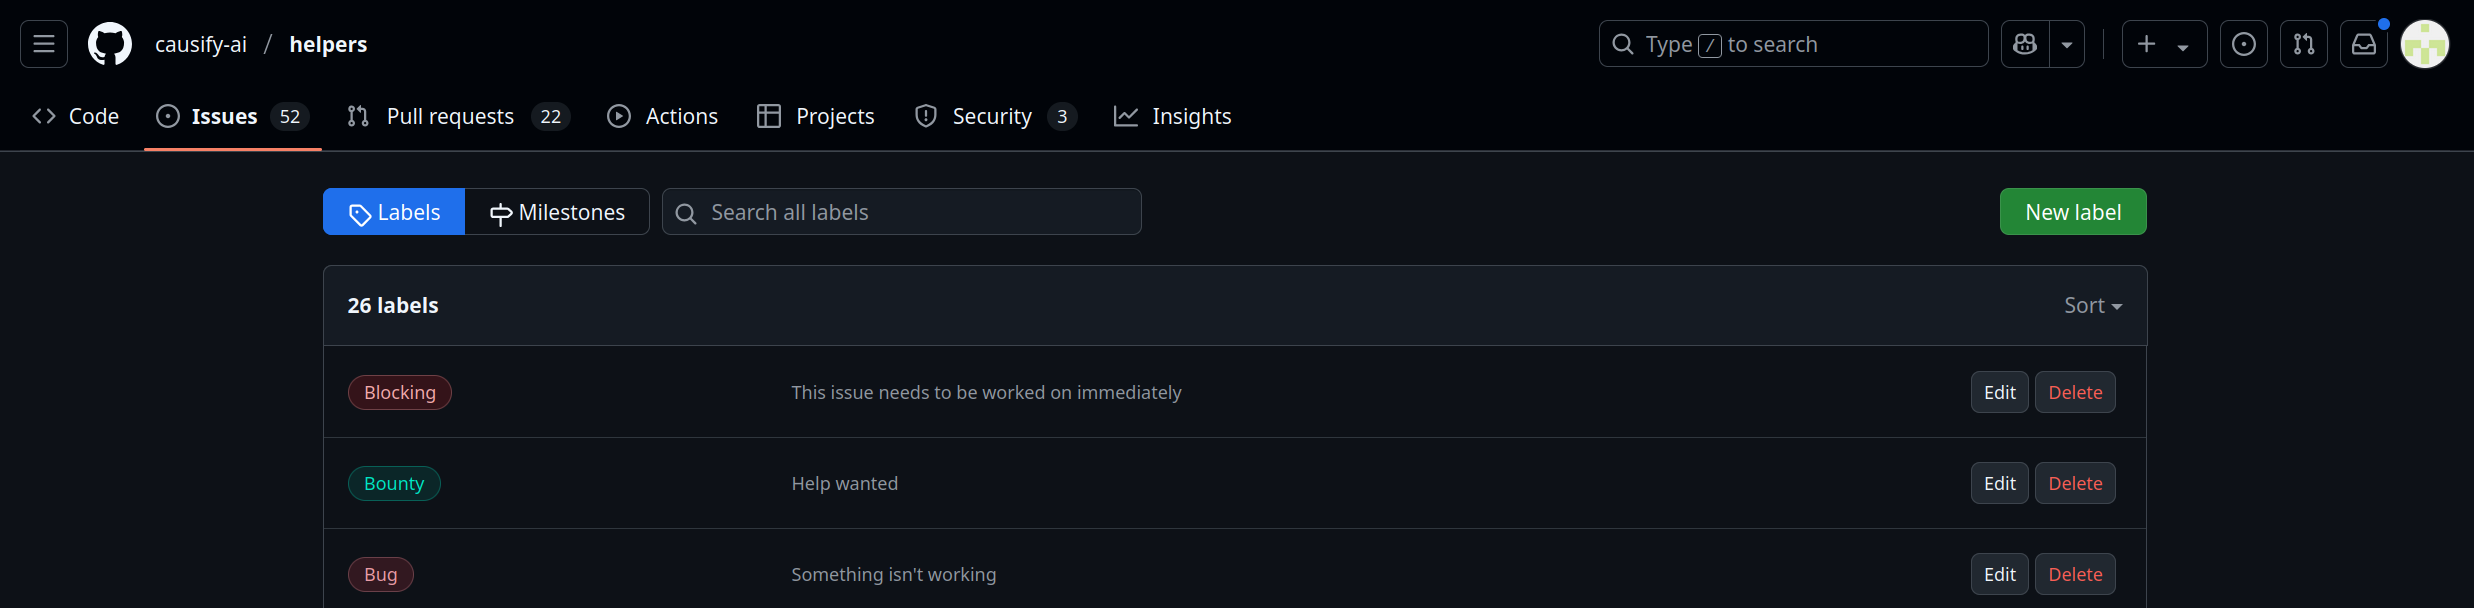 causify-ai / helpers
Type / to search
Code
Issues 52
Pull requests 22
Actions
Projects
Security 3
Insights
Labels
Milestones
Search all labels
New label
26 labels
Sort
Blocking
This issue needs to be worked on immediately
Edit
Delete
Bounty
Help wanted
Edit
Delete
Bug
Something isn't working
Edit
Delete